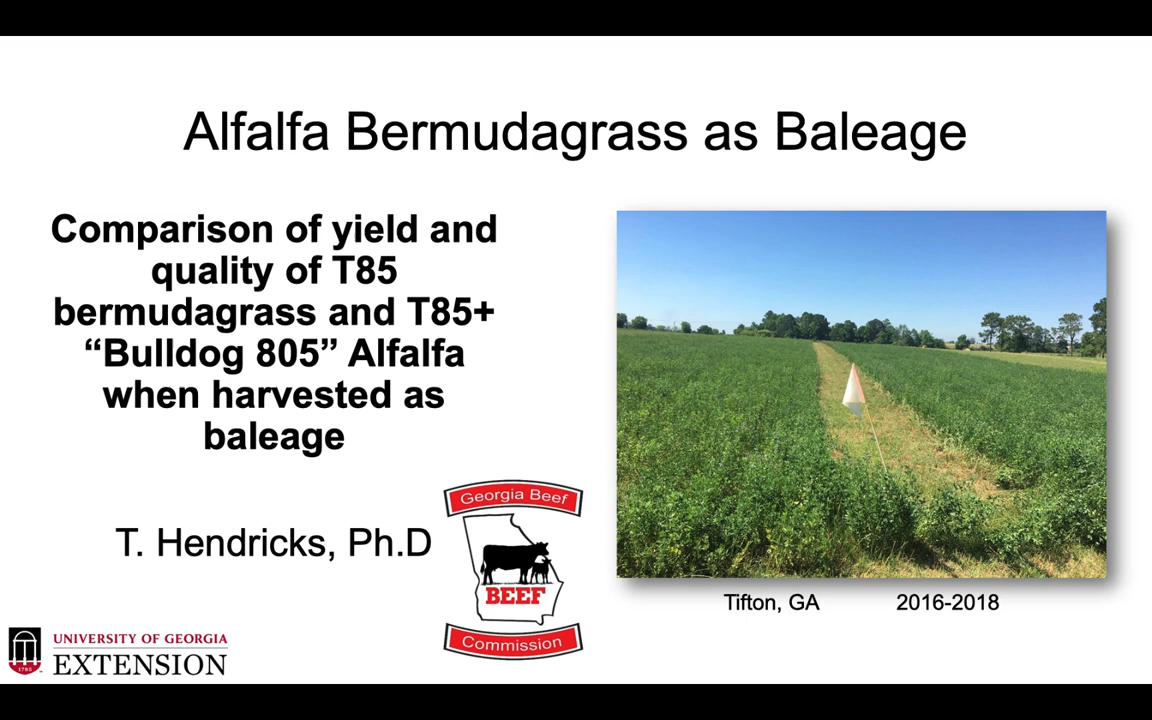 Alfalfa Bermudagrass as Baleage
Comparison of yield and
quality of T85
bermudagrass and T85+
“Bulldog 805” Alfalfa
when harvested as
baleage
T. Hendricks, Ph.D
Georgia Beef
BEEF
Commission
Tifton, GA
2016-2018
1785
UNIVERSITY OF GEORGIA
EXTENSION